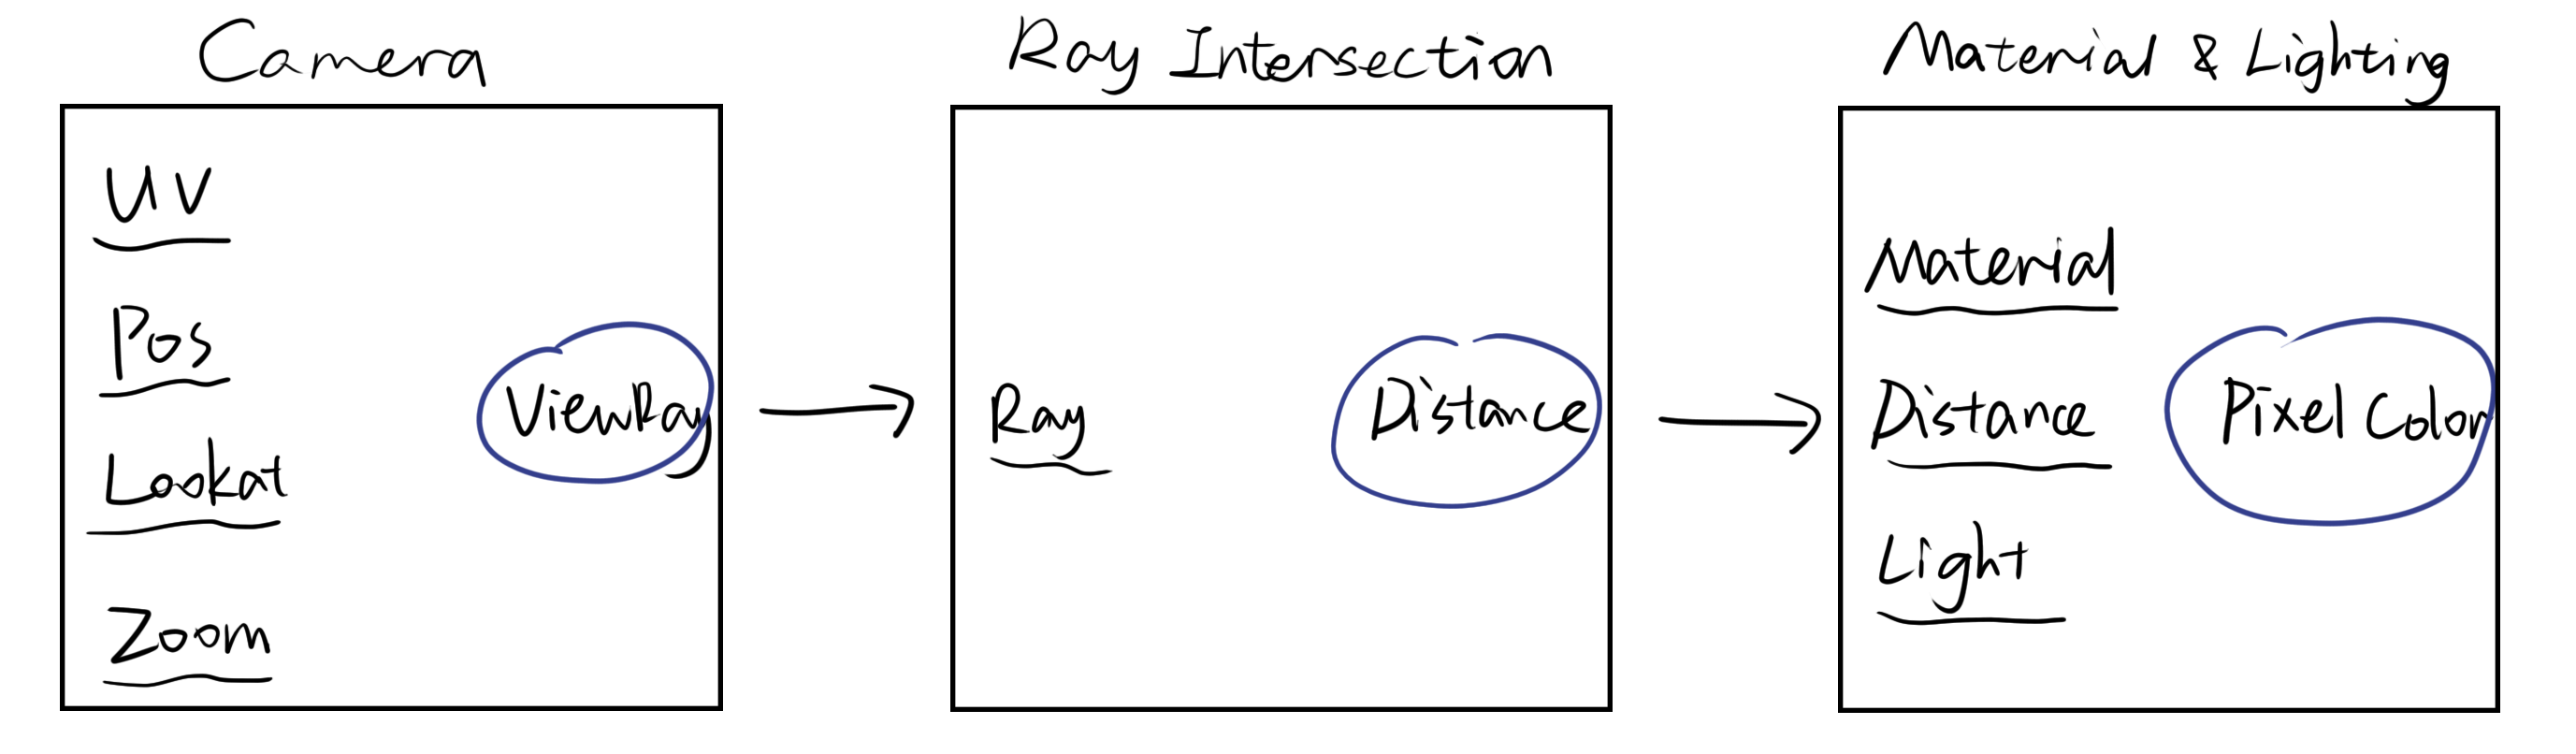 Camera
UV
Pos
Lookat
Zoom
ViewRay
Ray Intersection
Ray
Distance
Material & Lighting
Material
Distance
Light
Pixel Color